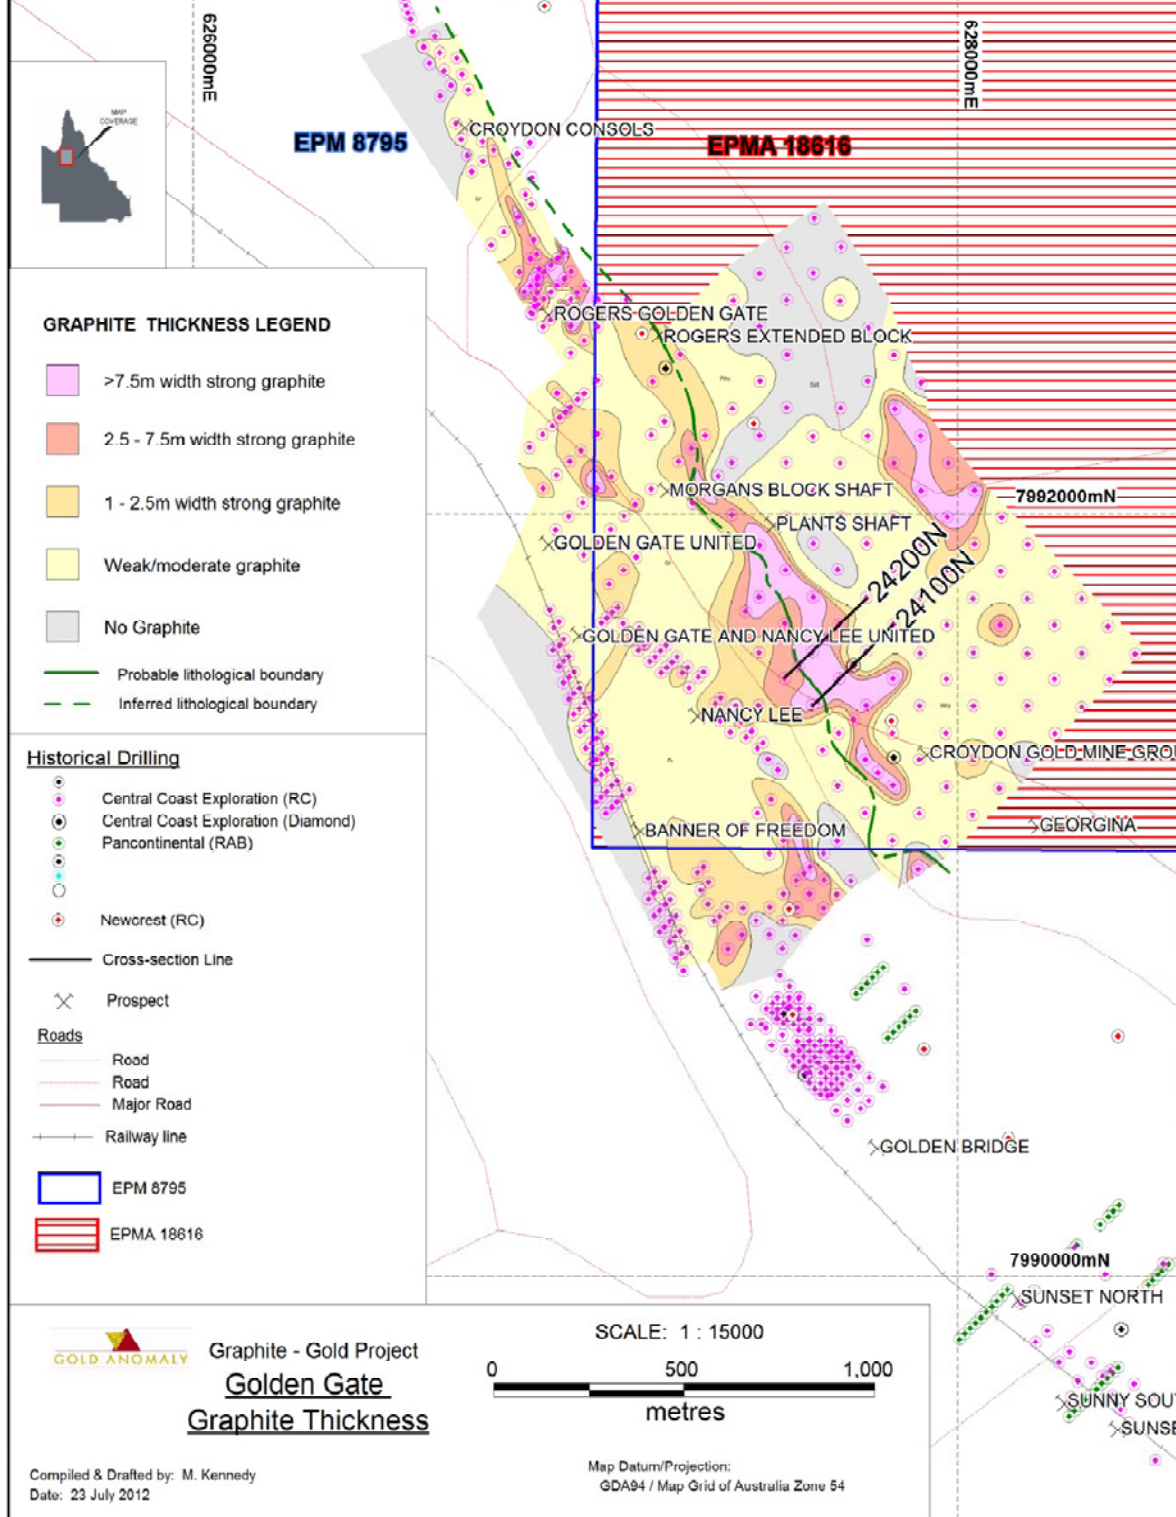 626000mE
628000mE
MAP
COVERAGE
EPM 8795
EPMA 18616
CROYDON CONSOLS
ROGERS GOLDEN GATE
ROGERS EXTENDED BLOCK
MORGANS BLOCK SHAFT
7992000mN
PLANTS SHAFT
GOLDEN GATE UNITED
24200N
24100N
GOLDEN GATE AND NANCY LEE UNITED
NANCY LEE
CROYDON GOLD MINE GROU
BANNER OF FREEDOM
GEORGINA
GOLDEN BRIDGE
7990000mN
SUNSET NORTH
SUNNY SOUT
SUNSE
GRAPHITE THICKNESS LEGEND
>7.5m width strong graphite
2.5 - 7.5m width strong graphite
1 - 2.5m width strong graphite
Weak/moderate graphite
No Graphite
Probable lithological boundary
Inferred lithological boundary
Historical Drilling
Central Coast Exploration (RC)
Central Coast Exploration (Diamond)
Pancontinental (RAB)
Newcrest (RC)
Cross-section Line
Prospect
Roads
Road
Road
Major Road
Railway line
EPM 8795
EPMA 18616
GOLD ANOMALY
Graphite - Gold Project
Golden Gate
Graphite Thickness
SCALE: 1 : 15000
0 500 1,000
metres
Compiled & Drafted by: M. Kennedy
Date: 23 July 2012
Map Datum/Projection:
GDA94 / Map Grid of Australia Zone 54